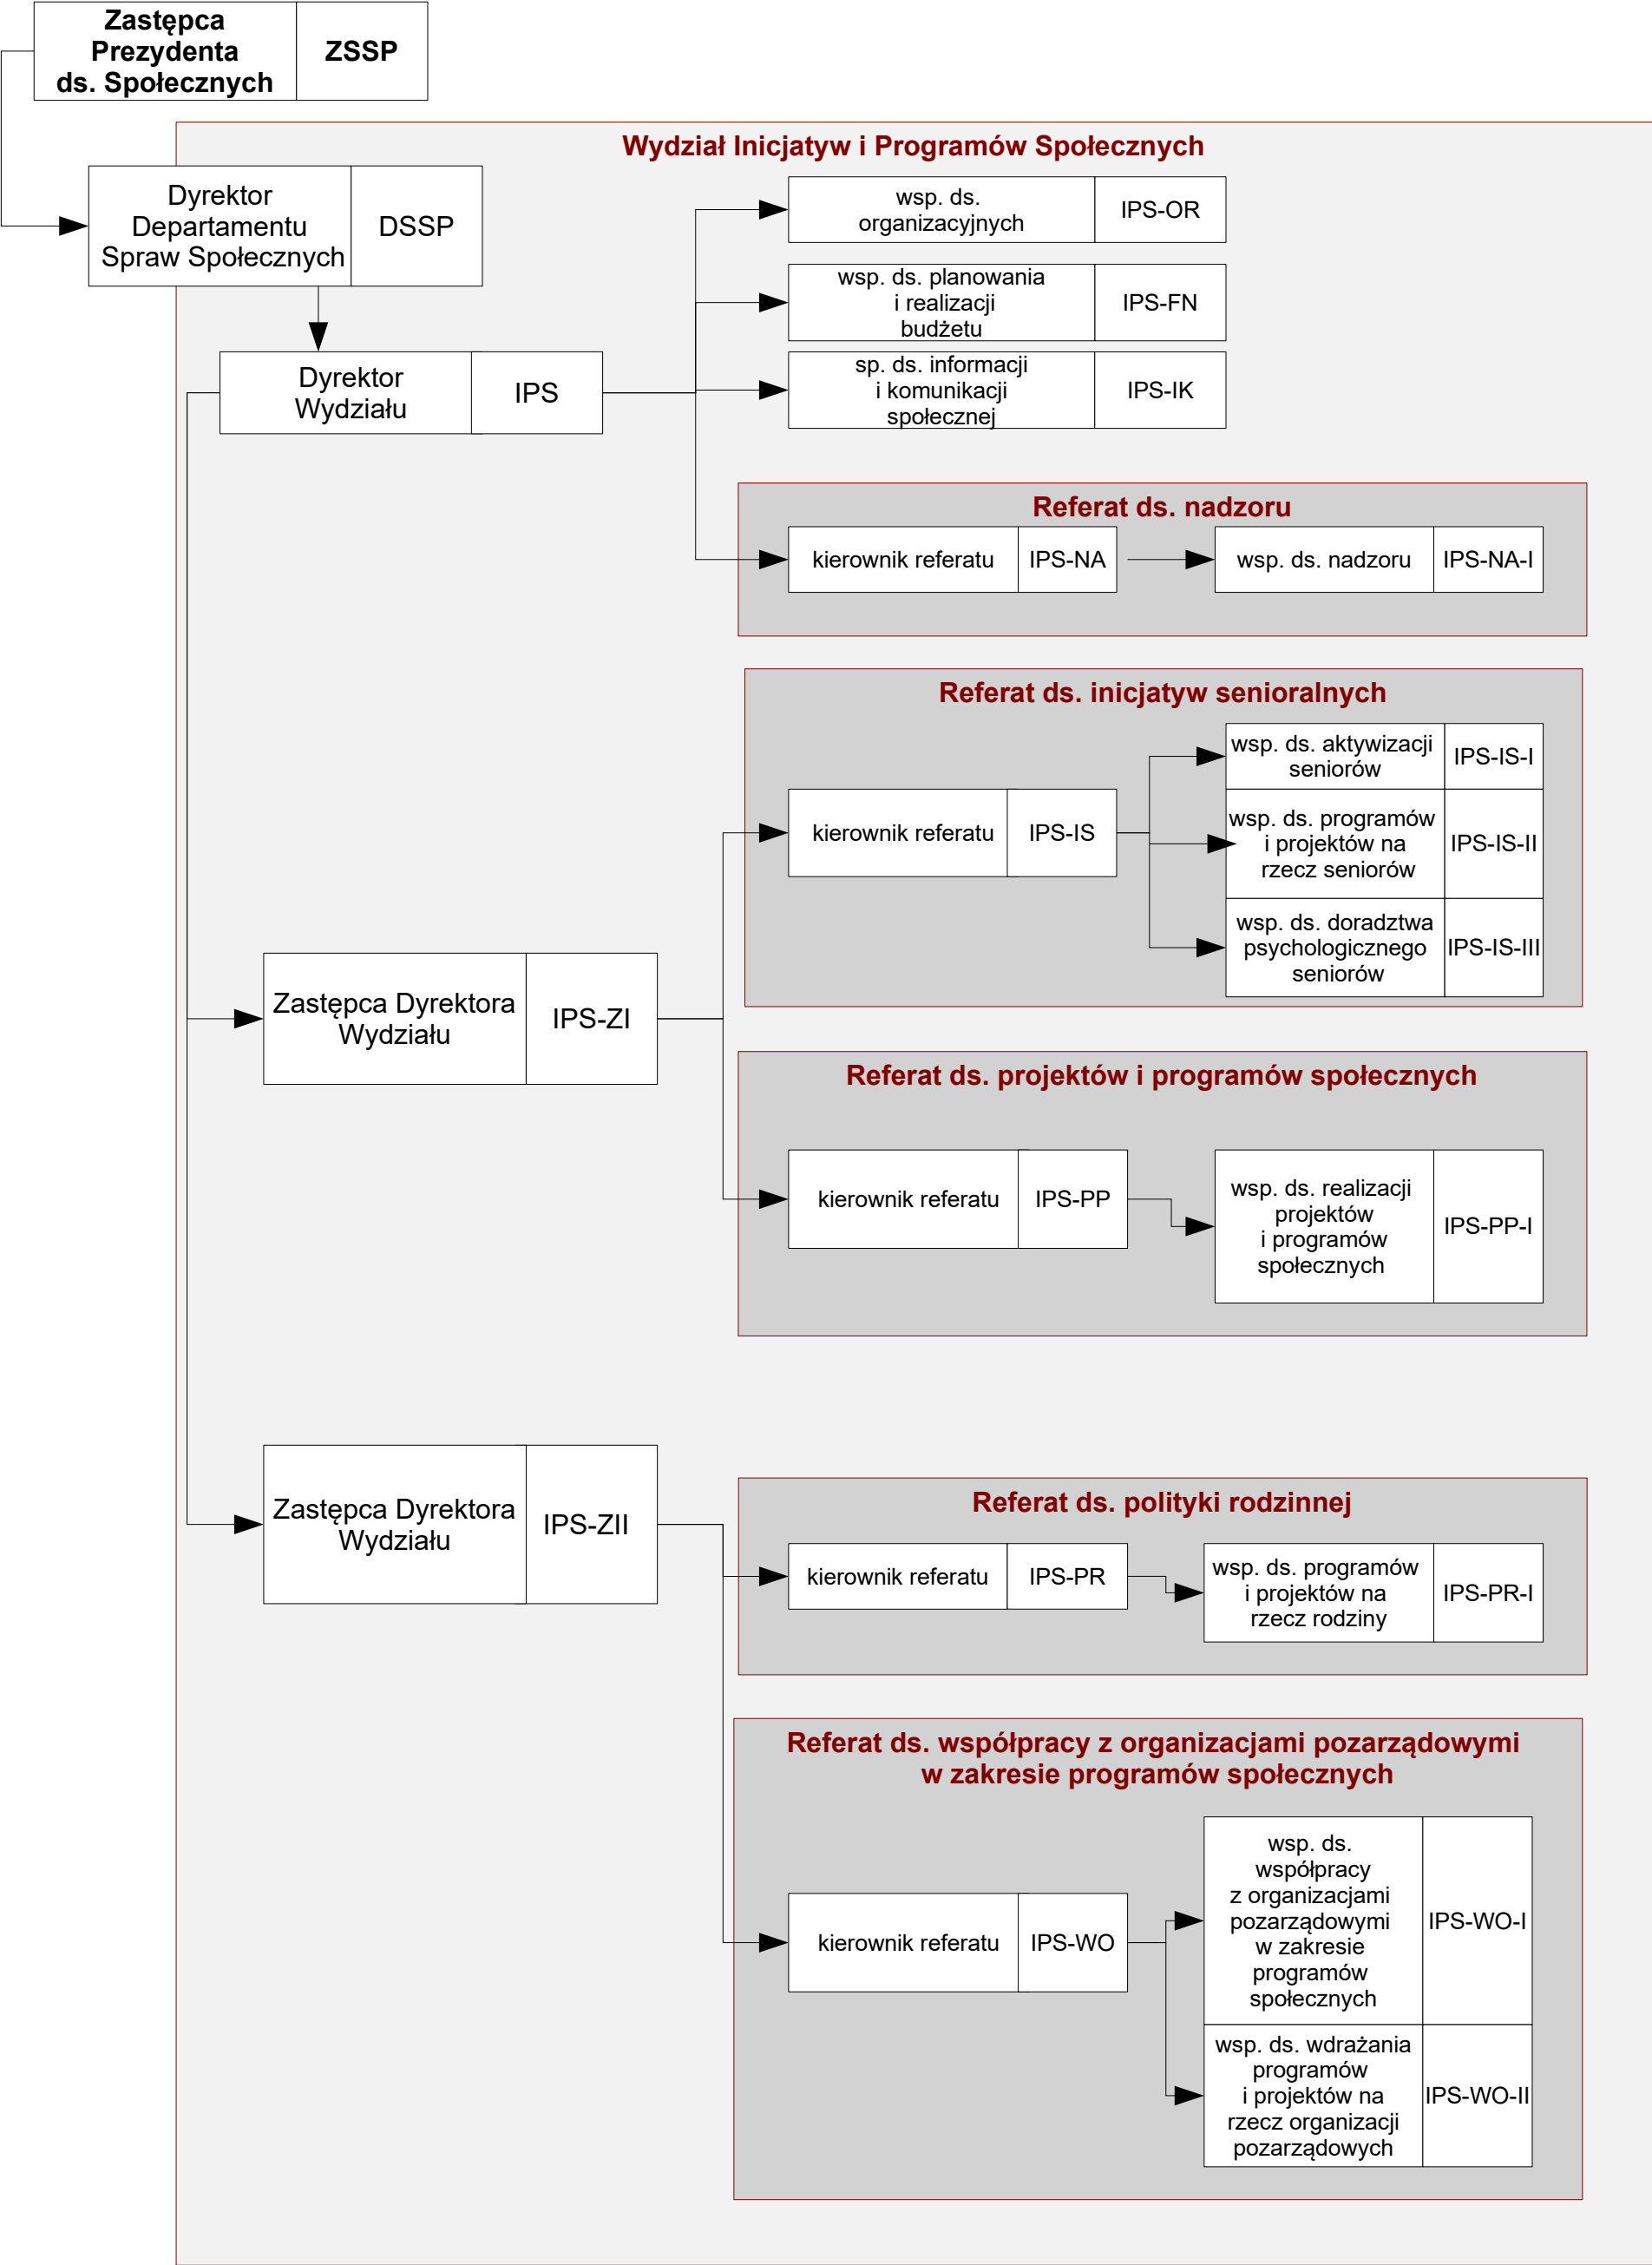 Zastępca
Prezydenta
ds. Społecznych
ZSSP
Wydział Inicjatyw i Programów Społecznych
Dyrektor
Departamentu
Spraw Społecznych
DSSP
wsp. ds.
organizacyjnych
IPS-OR
wsp. ds. planowania
i realizacji
budżetu
IPS-FN
Dyrektor
Wydziału
IPS
sp. ds. informacji
i komunikacji
społecznej
IPS-IK
Referat ds. nadzoru
kierownik referatu
IPS-NA
wsp. ds. nadzoru
IPS-NA-I
Referat ds. inicjatyw senioralnych
kierownik referatu
IPS-IS
wsp. ds. aktywizacji
seniorów
IPS-IS-I
wsp. ds. programów
i projektów na
rzecz seniorów
IPS-IS-II
wsp. ds. doradztwa
psychologicznego
seniorów
IPS-IS-III
Zastępca Dyrektora
Wydziału
IPS-ZI
Referat ds. projektów i programów społecznych
kierownik referatu
IPS-PP
wsp. ds. realizacji
projektów
i programów
społecznych
IPS-PP-I
Zastępca Dyrektora
Wydziału
IPS-ZII
Referat ds. polityki rodzinnej
kierownik referatu
IPS-PR
wsp. ds. programów
i projektów na
rzecz rodziny
IPS-PR-I
Referat ds. współpracy z organizacjami pozarządowymi
w zakresie programów społecznych
kierownik referatu
IPS-WO
wsp. ds.
współpracy
z organizacjami
pozarządowymi
w zakresie
programów
społecznych
IPS-WO-I
wsp. ds. wdrażania
programów
i projektów na
rzecz organizacji
pozarządowych
IPS-WO-II